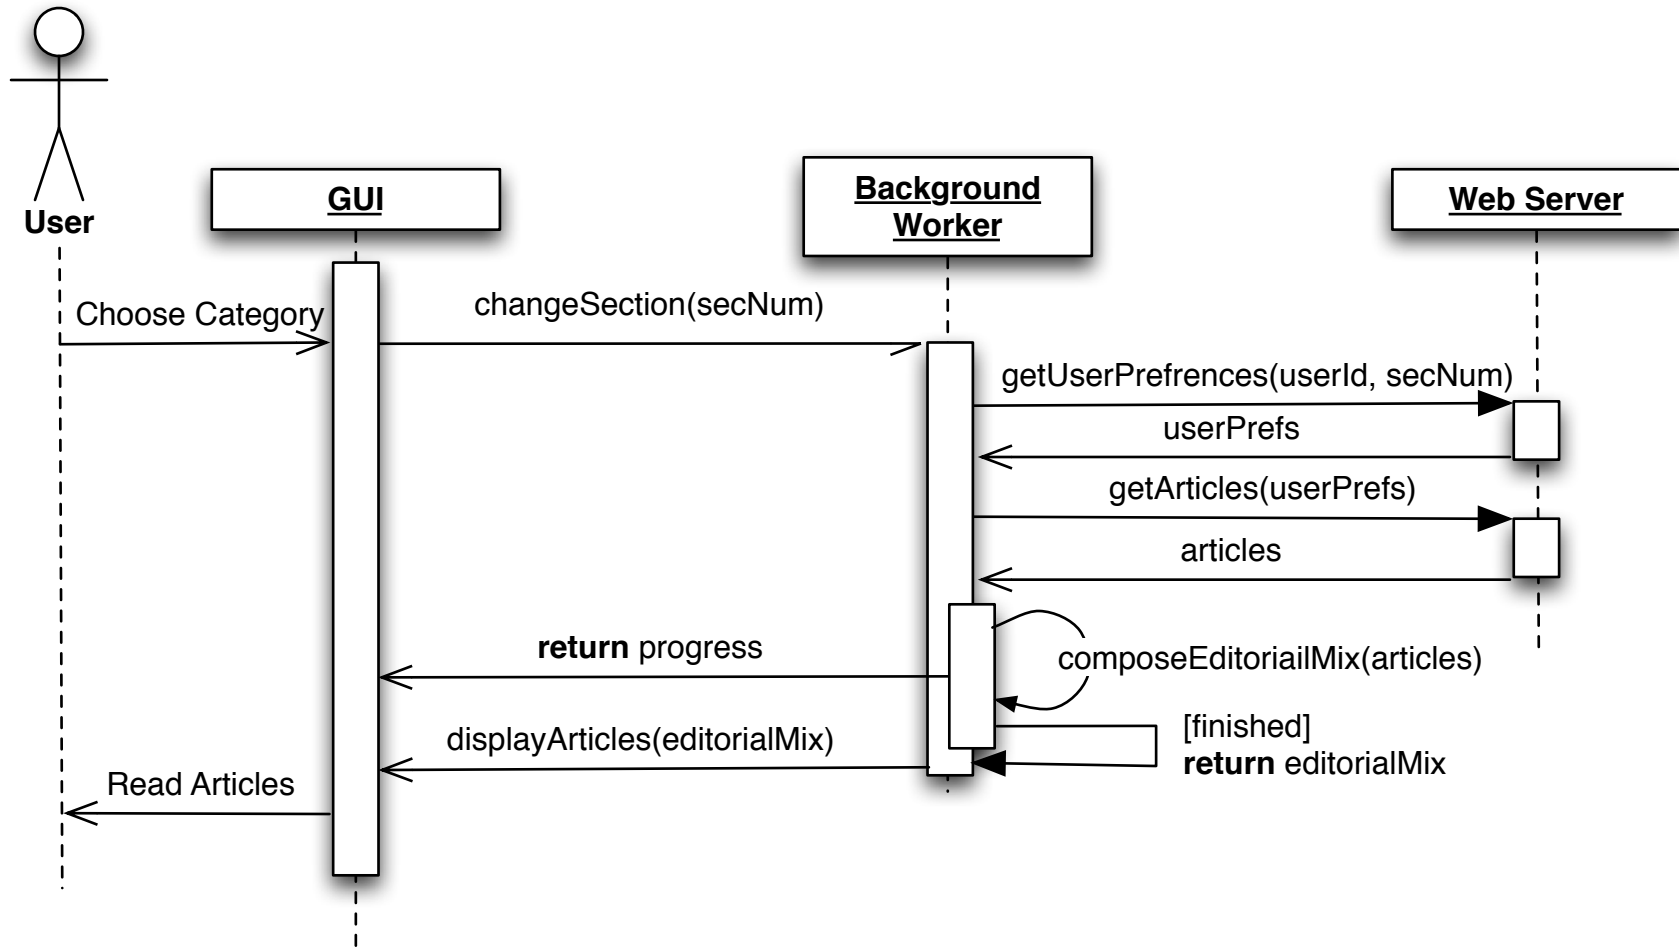 User
GUI
Background
Worker
Web Server
Choose Category
changeSection(secNum)
getUserPrefrences(userId, secNum)
userPrefs
getArticles(userPrefs)
articles
return progress
composeEditoriailMix(articles)
[finished]
return editorialMix
displayArticles(editorialMix)
Read Articles